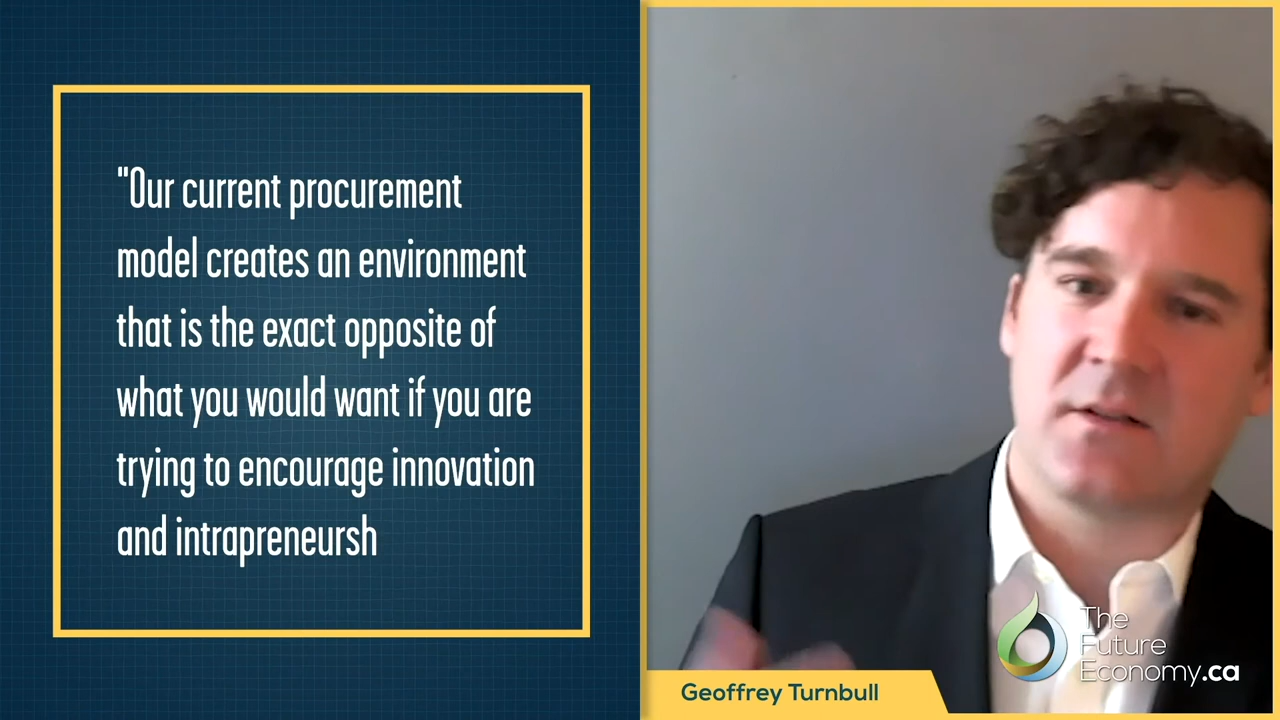 "Our current procurement
model creates an environment
that is the exact opposite of
what you would want if you are
trying to encourage innovation
and intrapreneursh
Geoffrey Turnbull
The
Future
Economy.ca